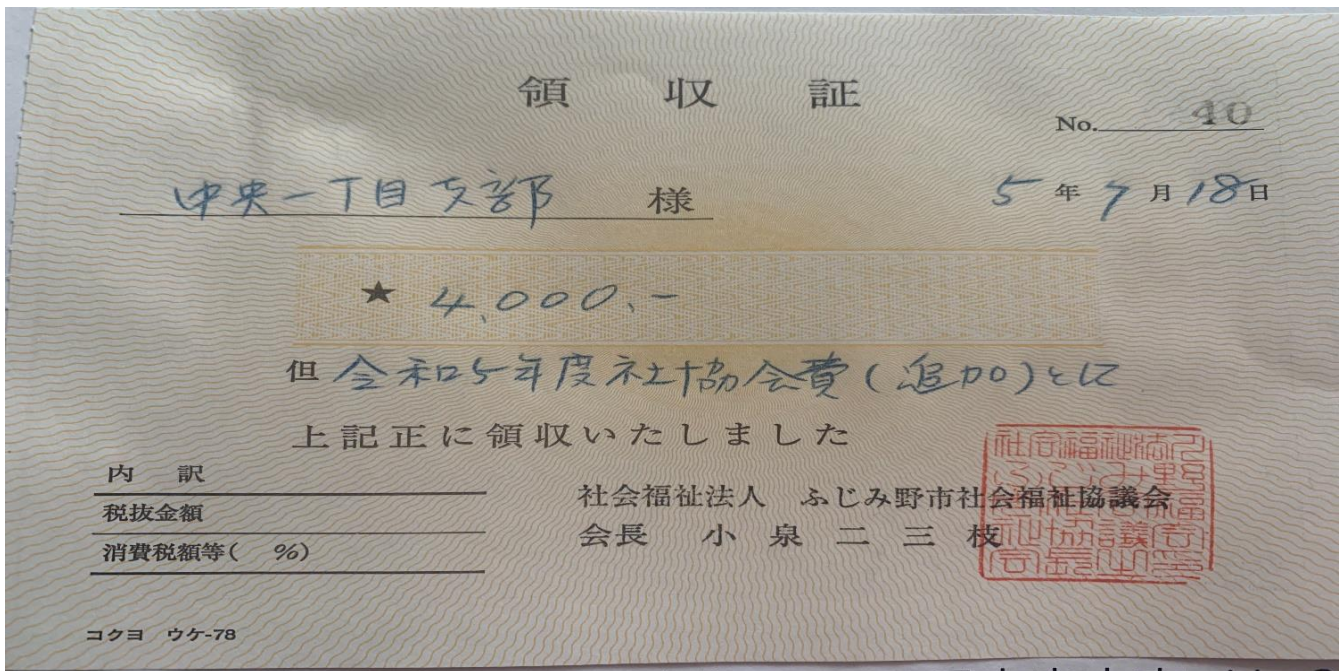 領収証
No. 40
中央一丁目支部 様
5年7月18日
★ 4,000.-
但 令和5年度社協会費(追加)とし
上記正に領収いたしました
内訳
税抜金額
消費税額等( %)
社会福祉法人 ふじみ野市社会福祉協議会
会長 小泉二三枝
コクヨ ウケ-78